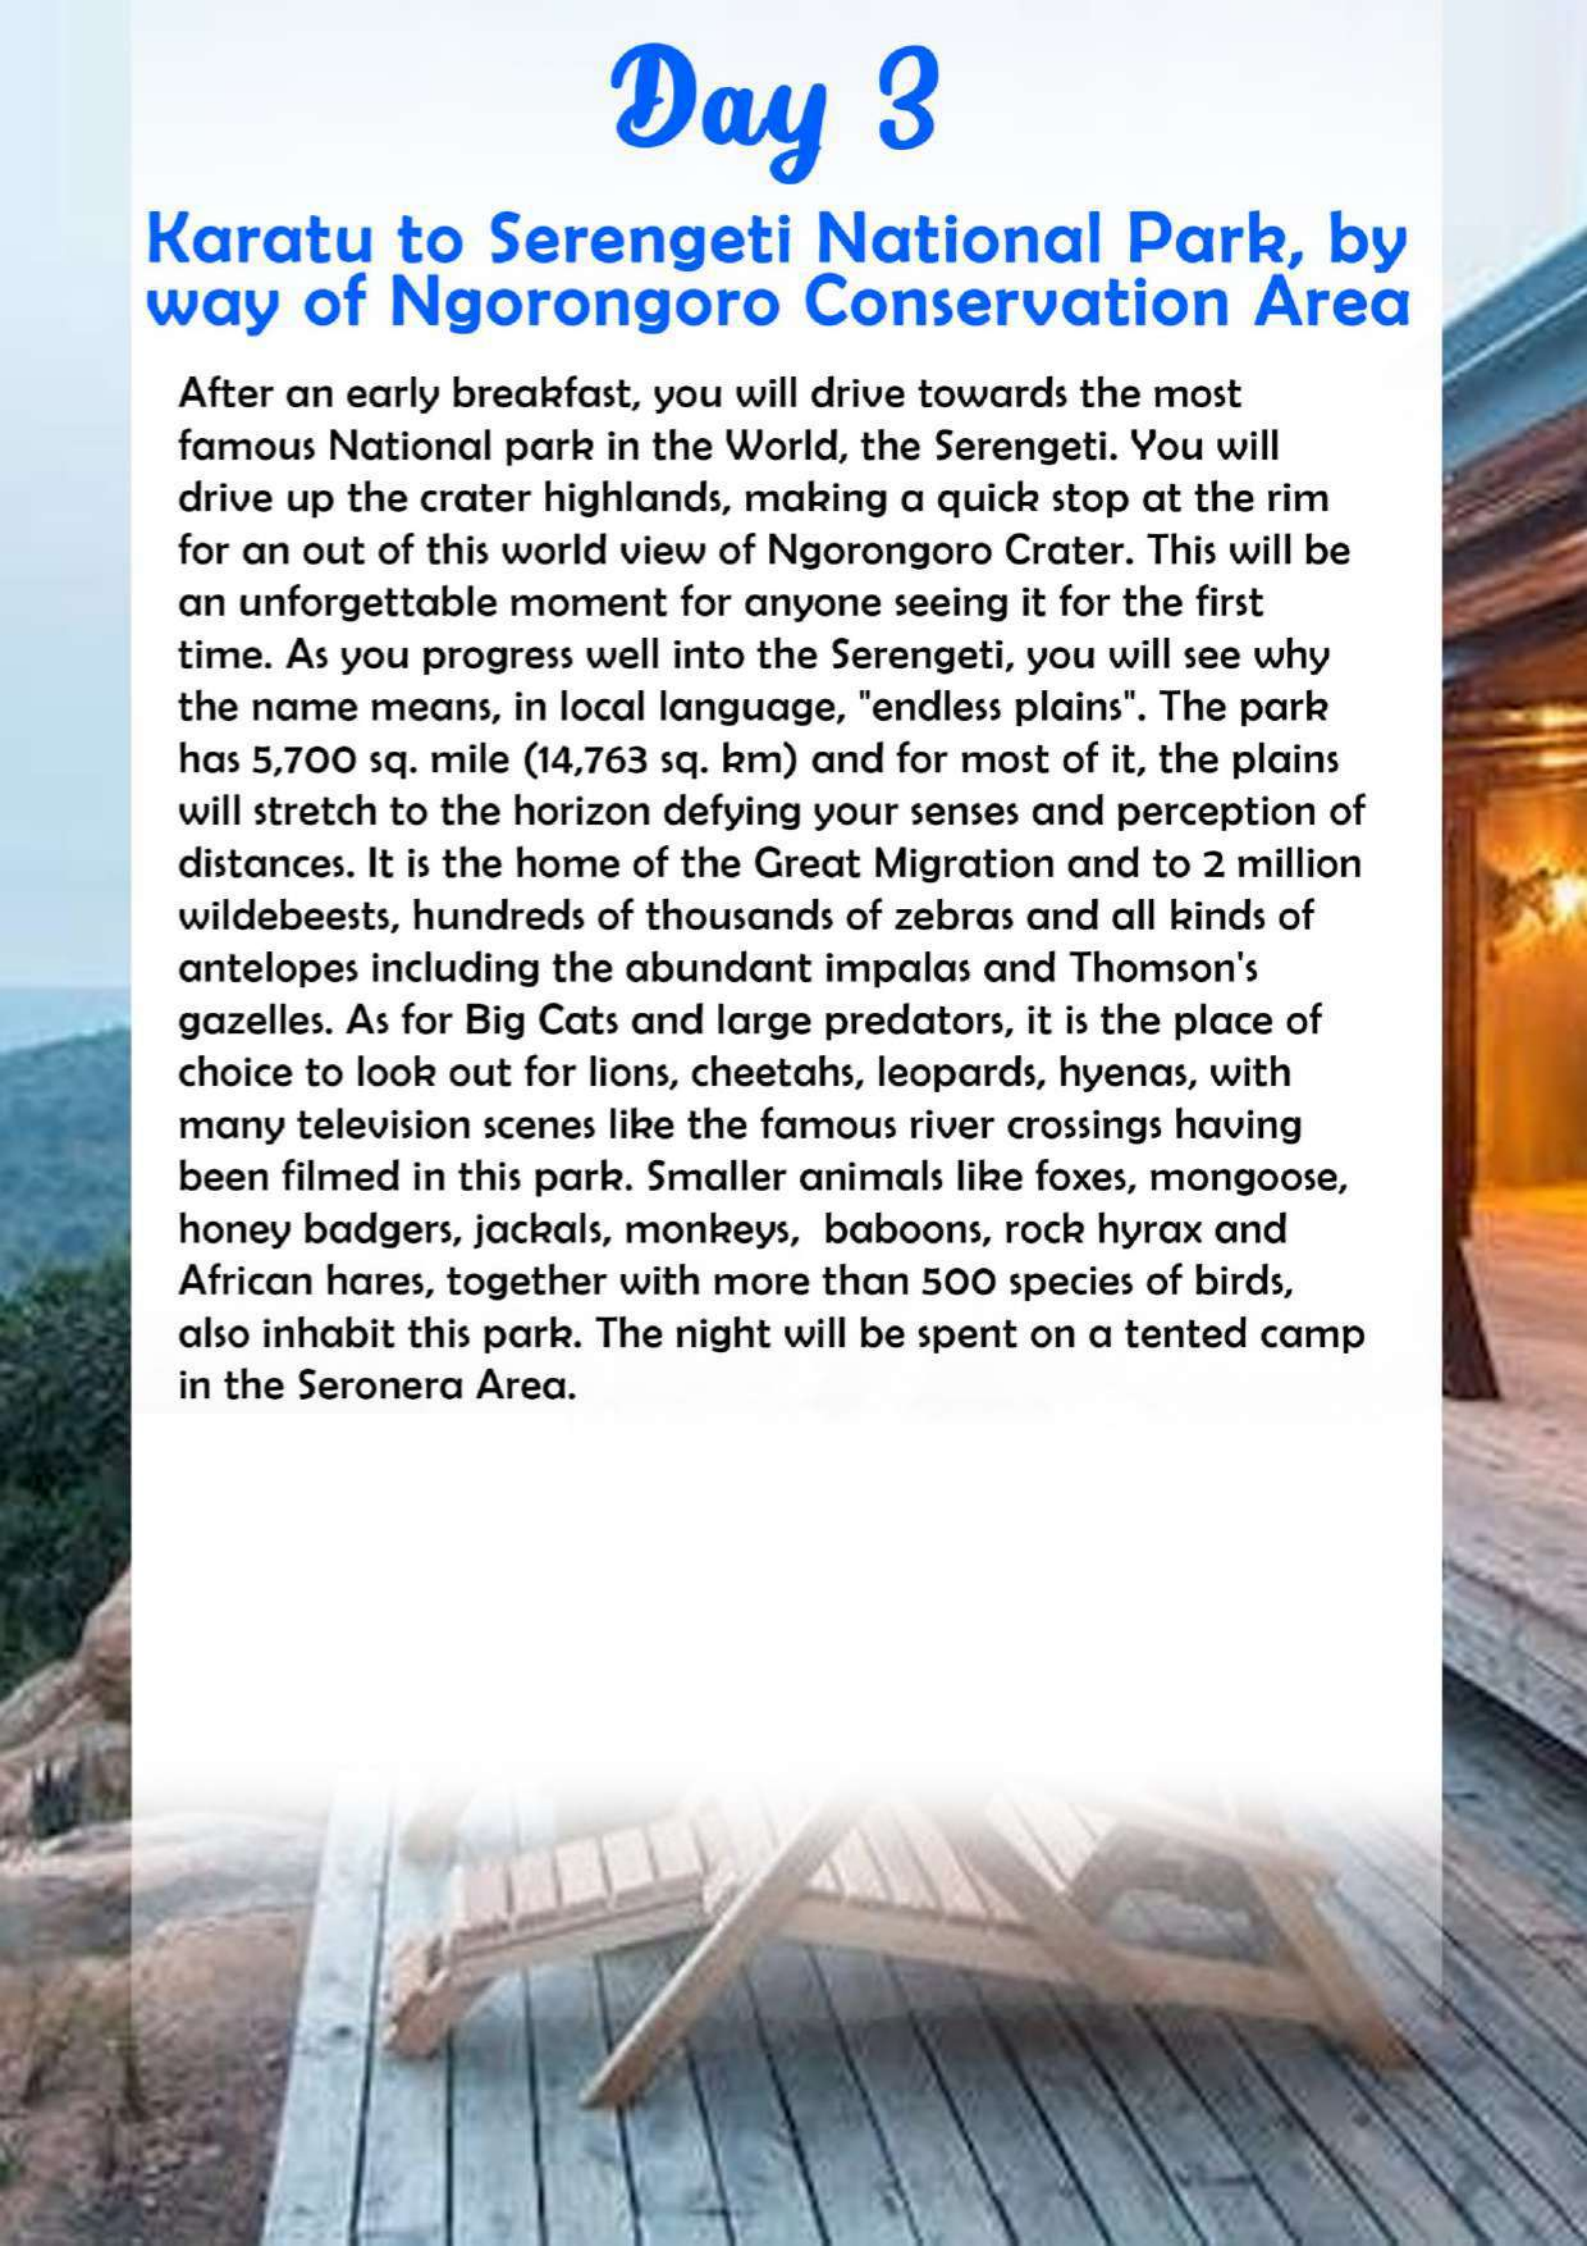 Day 3
Karatu to Serengeti National Park, by
way of Ngorongoro Conservation Area
After an early breakfast, you will drive towards the most
famous National park in the World, the Serengeti. You will
drive up the crater highlands, making a quick stop at the rim
for an out of this world view of Ngorongoro Crater. This will be
an unforgettable moment for anyone seeing it for the first
time. As you progress well into the Serengeti, you will see why
the name means, in local language, "endless plains". The park
has 5,700 sq. mile (14,763 sq. km) and for most of it, the plains
will stretch to the horizon defying your senses and perception of
distances. It is the home of the Great Migration and to 2 million
wildebeests, hundreds of thousands of zebras and all kinds of
antelopes including the abundant impalas and Thomson's
gazelles. As for Big Cats and large predators, it is the place of
choice to look out for lions, cheetahs, leopards, hyenas, with
many television scenes like the famous river crossings having
been filmed in this park. Smaller animals like foxes, mongoose,
honey badgers, jackals, monkeys,  baboons, rock hyrax and
African hares, together with more than 500 species of birds,
also inhabit this park. The night will be spent on a tented camp
in the Seronera Area.